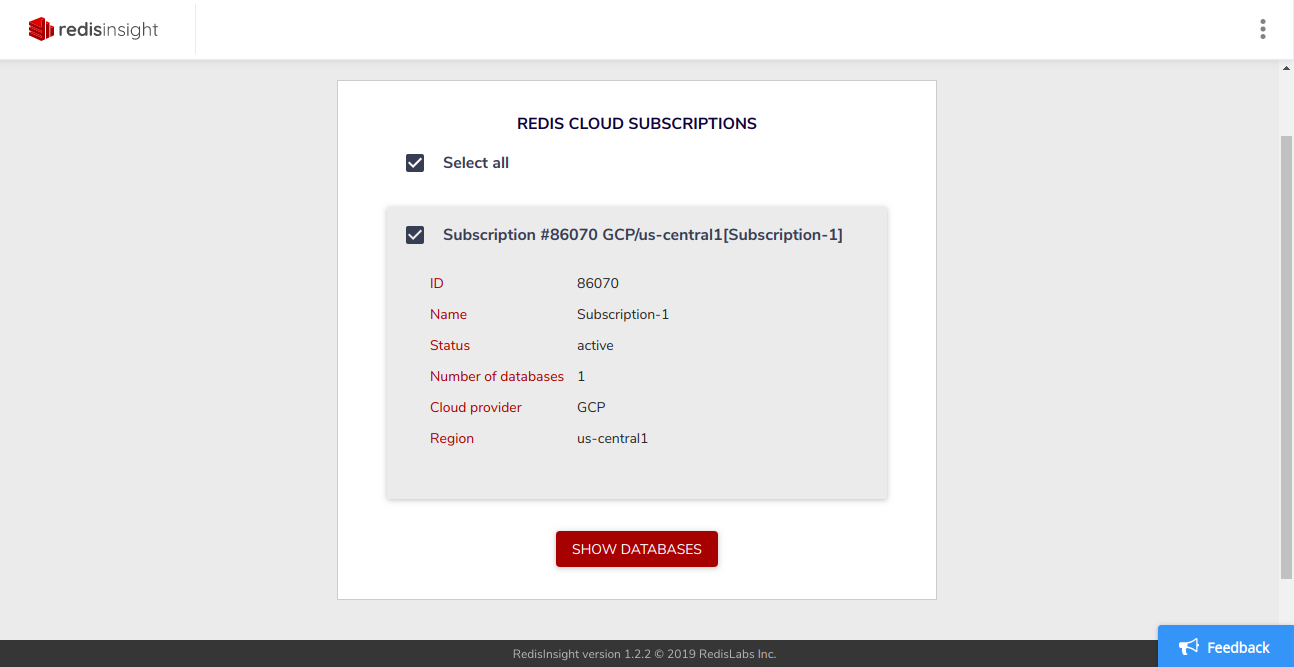 redisinsight
REDIS CLOUD SUBSCRIPTIONS
Select all
Subscription #86070 GCP/us-central1[Subscription-1]
ID 86070
Name Subscription-1
Status active
Number of databases 1
Cloud provider GCP
Region us-central1
SHOW DATABASES
RedisInsight version 1.2.2 © 2019 RedisLabs Inc.
Feedback